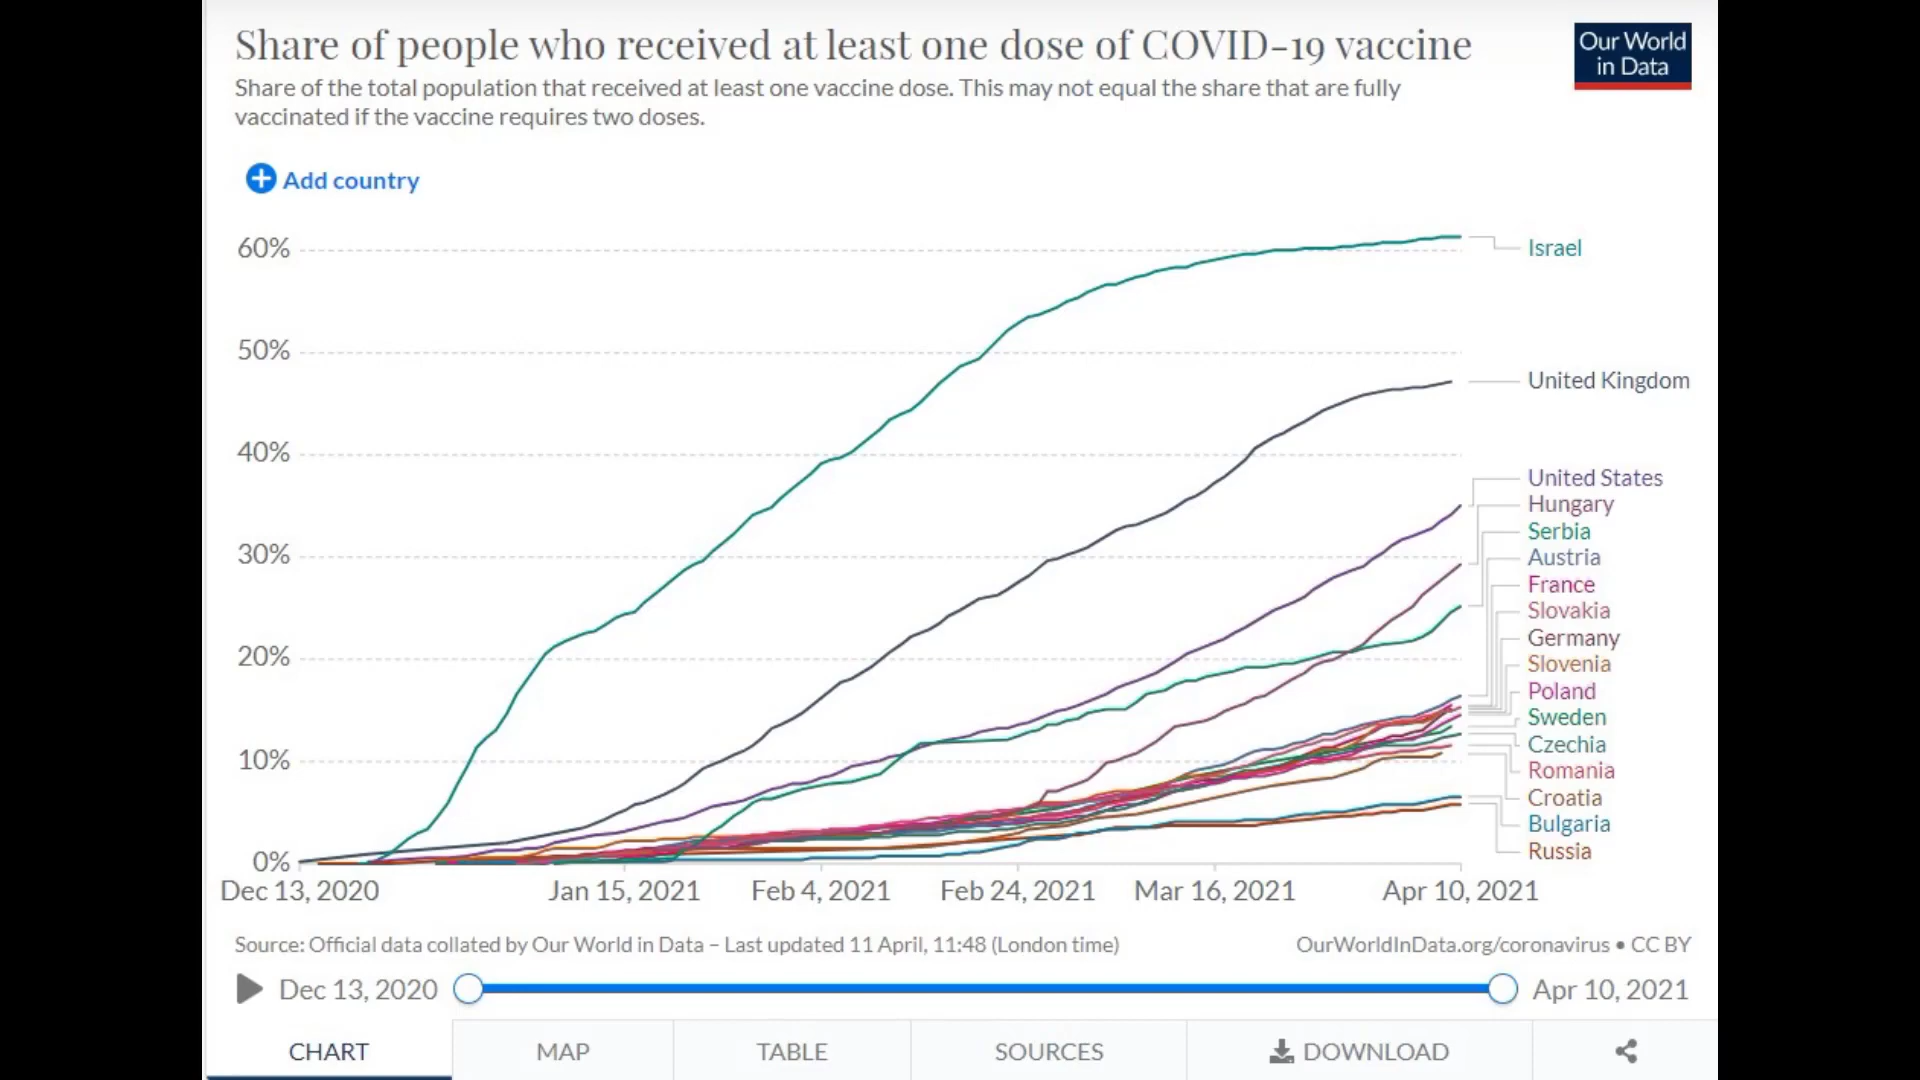 Share of people who received at least one dose of COVID-19 vaccine
Our World
in Data
Share of the total population that received at least one vaccine dose. This may not equal the share that are fully
vaccinated if the vaccine requires two doses.
Add country
60%
50%
40%
30%
20%
10%
0%
Israel
United Kingdom
United States
Hungary
Serbia
Austria
France
Slovakia
Germany
Slovenia
Poland
Sweden
Czechia
Romania
Croatia
Bulgaria
Russia
Dec 13, 2020 Jan 15, 2021 Feb 4, 2021 Feb 24, 2021 Mar 16, 2021 Apr 10, 2021
Source: Official data collated by Our World in Data – Last updated 11 April, 11:48 (London time) OurWorldInData.org/coronavirus • CC BY
Dec 13, 2020 Apr 10, 2021
CHART MAP TABLE SOURCES DOWNLOAD